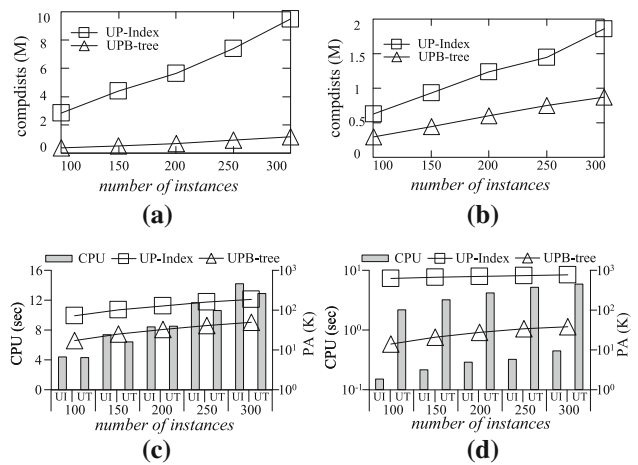 10
8
6
4
2
0
compdists (M)
UP-Index
UPB-tree
100 150 200 250 300
number of instances
(a)
2
1.5
1
0.5
0
compdists (M)
UP-Index
UPB-tree
100 150 200 250 300
number of instances
(b)
CPU UP-Index UPB-tree
16
12
8
4
0
CPU (sec)
10³
10²
10¹
10⁰
PA (K)
UI UT UI UT UI UT UI UT UI UT
100 150 200 250 300
number of instances
(c)
CPU UP-Index UPB-tree
10¹
10⁰
10⁻¹
CPU (sec)
10³
10²
10¹
10⁰
PA (K)
UI UT UI UT UI UT UI UT UI UT
100 150 200 250 300
number of instances
(d)